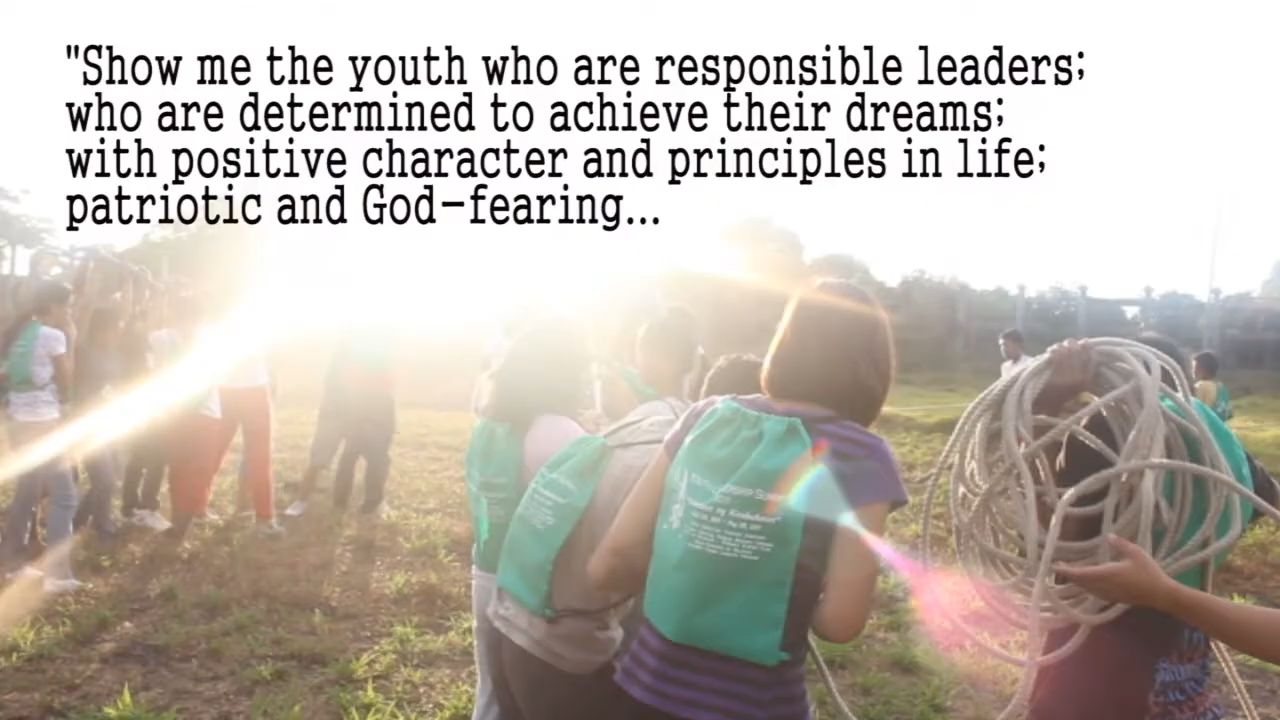 "Show me the youth who are responsible leaders;
who are determined to achieve their dreams;
with positive character and principles in life;
patriotic and God-fearing...